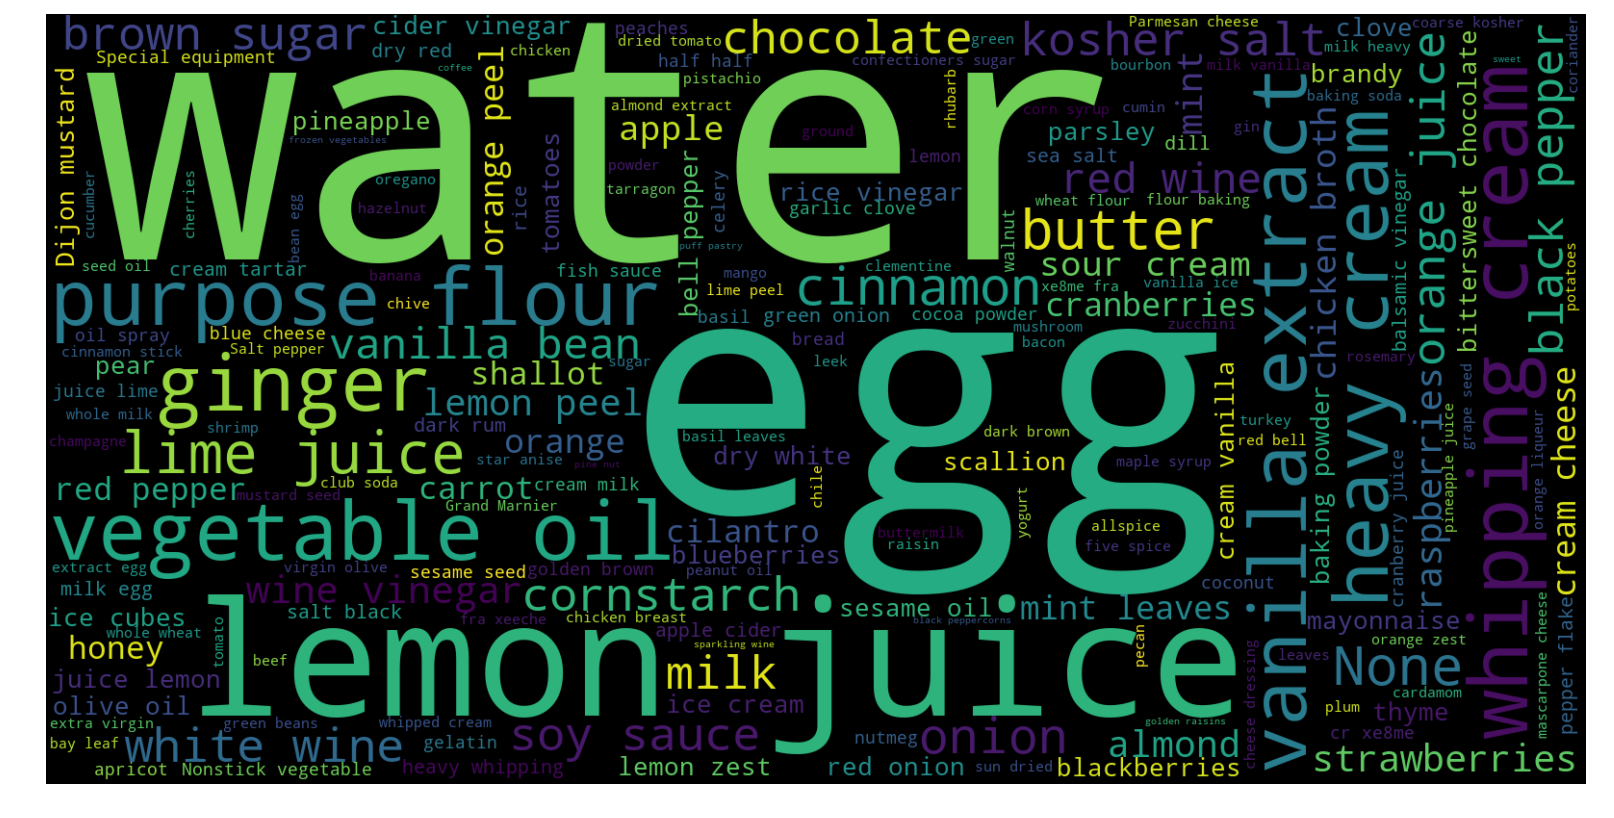 brown sugar
cider vinegar
peaches
dried tomato
chocolate
green
Parmesan cheese
kosher salt
clove
coarse kosher
Special equipment
dry red
chicken
half half
confectioners sugar
bourbon
milk vanilla
milk heavy
coffee
water
pistachio
sweet
coriander
black pepper
Dijon mustard
orange peel
almond extract
rhubarb
corn syrup
cumin
mint
brandy
baking soda
pineapple
apple
ground
parsley
gin
frozen vegetables
dill
tomatoes
lemon
sea salt
cucumber
cherries
oregano
powder
red wine
hazelnut
bean egg
rice
tarragon
celery
rice vinegar
garlic clove
wheat flour
flour baking
bell pepper
butter
walnut
puff pastry
seed oil
cream tartar
banana
fish sauce
mango
clementine
sour cream
xe8me fra
vanilla ice
purpose flour
chive
lime peel
cinnamon
cranberries
vanilla extract
heavy cream
chicken broth
balsamic vinegar
orange juice
bittersweet chocolate
whipping cream
potatoes
oil spray
blue cheese
basil
green onion
cocoa powder
mushroom
zucchini
cinnamon stick
Salt pepper
vanilla bean
bread
bacon
rosemary
pear
ginger
shallot
sugar
leek
egg
juice lime
lemon peel
whole milk
shrimp
dark rum
champagne
lime juice
orange
basil leaves
dark brown
turkey
red bell
star anise
pine nut
dry white
scallion
maple syrup
cream vanilla
red pepper
mustard seed
club soda
carrot
cream milk
chile
Grand Marnier
yogurt
baking powder
cranberry juice
raspberries
pineapple juice
grape seed
orange liqueur
cream cheese
vegetable oil
cilantro
buttermilk
allspice
raisin
five spice
blueberries
extract egg
virgin olive
sesame seed
golden brown
peanut oil
coconut
milk egg
wine vinegar
cornstarch
ice cubes
salt black
sesame oil
mint leaves
mayonnaise
pepper flake
whole wheat
fra xeeche
chicken breast
black peppercorns
apple cider
honey
tomato
lemon juice
sparkling wine
pecan
orange zest
beef
leaves
None
juice lemon
milk
cardamom
mascarpone cheese
olive oil
ice cream
plum
thyme
extra virgin
green beans
whipped cream
golden raisins
cheese dressing
cr xe8me
bay leaf
white wine
gelatin
soy sauce
nutmeg
onion
almond
strawberries
apricot
Nonstick vegetable
heavy whipping
lemon zest
red onion
sun dried
blackberries